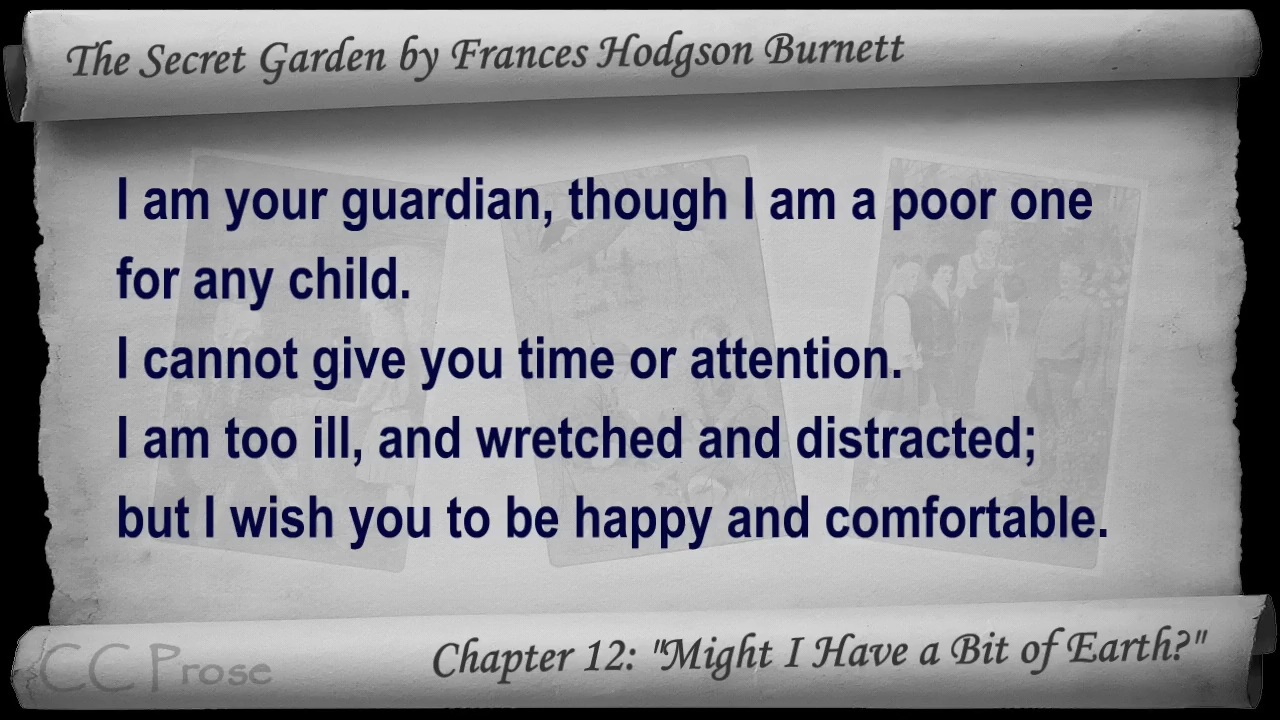 The Secret Garden by Frances Hodgson Burnett
I am your guardian, though I am a poor one
for any child.
I cannot give you time or attention.
I am too ill, and wretched and distracted;
but I wish you to be happy and comfortable.
CC Prose
Chapter 12: "Might I Have a Bit of Earth?"